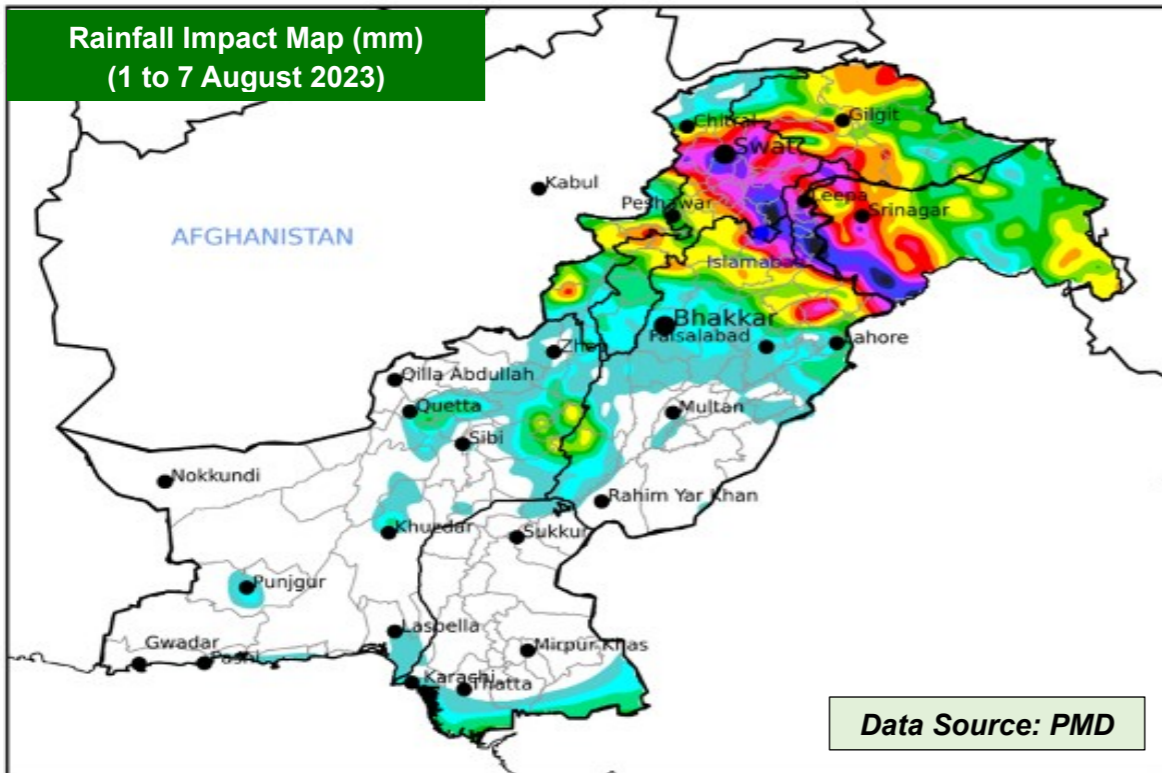 Rainfall Impact Map (mm)
(1 to 7 August 2023)
Chitral
Gilgit
Swat
Kabul
Leepa
Peshawar
Srinagar
AFGHANISTAN
Islamabad
Bhakkar
Faisalabad
Lahore
Zhob
Qilla Abdullah
Quetta
Multan
Sibi
Nokkundi
Rahim Yar Khan
Khuzdar
Sukkur
Punjgur
Lasbella
Mirpur Khas
Gwadar
Pasni
Karachi
Thatta
Data Source: PMD